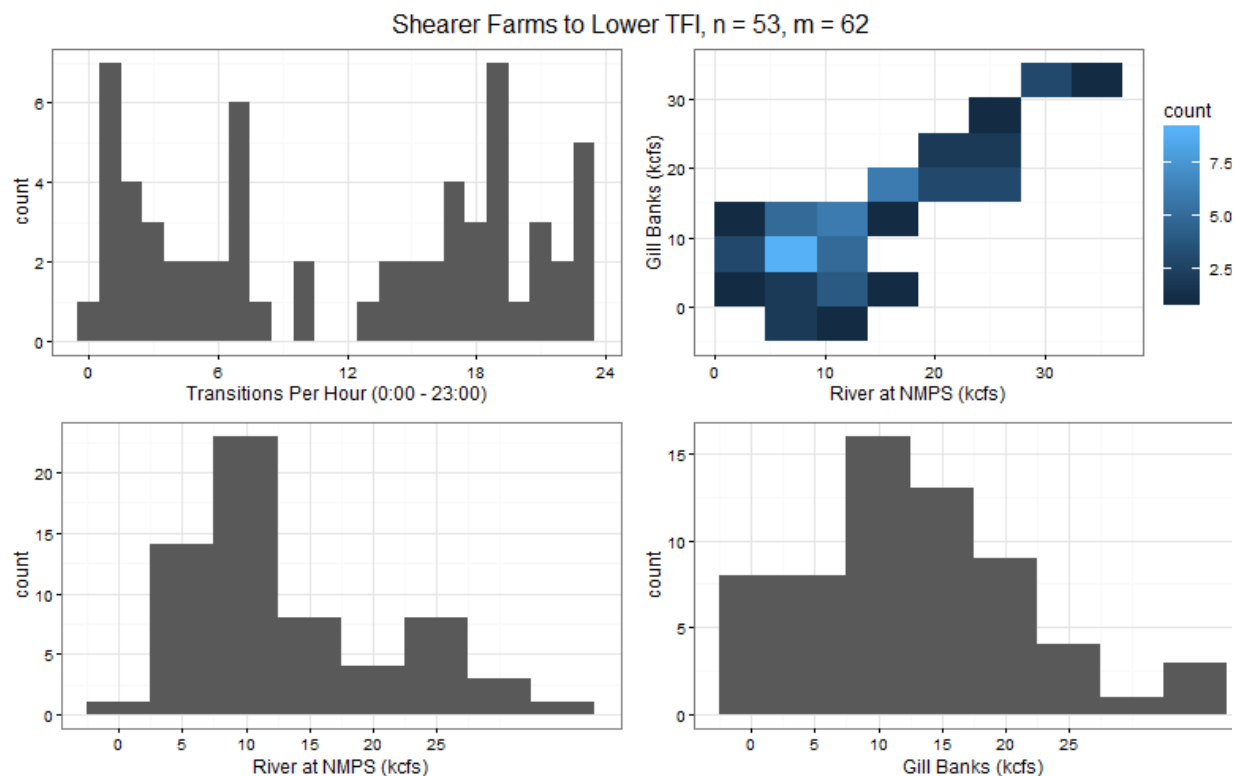 Shearer Farms to Lower TFI, n = 53, m = 62
count
6
4
2
0
0 6 12 18 24
Transitions Per Hour (0:00 - 23:00)
Gill Banks (kcfs)
30
20
10
0
0 10 20 30
River at NMPS (kcfs)
count
7.5
5.0
2.5
count
20
15
10
5
0
0 5 10 15 20 25
River at NMPS (kcfs)
count
15
10
5
0
0 5 10 15 20 25
Gill Banks (kcfs)